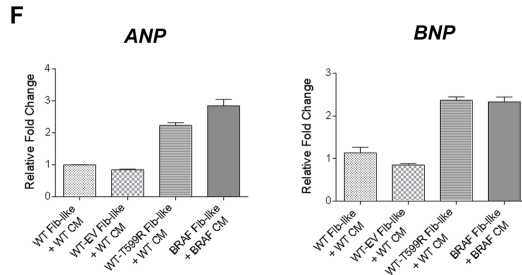 F
ANP
Relative Fold Change
4
3
2
1
0
WT Fib-like
+ WT CM
WT-EV Fib-like
+ WT CM
WT-T599R Fib-like
+ WT CM
BRAF Fib-like
+ BRAF CM
BNP
Relative Fold Change
3
2
1
0
WT Fib-like
+ WT CM
WT-EV Fib-like
+ WT CM
WT-T599R Fib-like
+ WT CM
BRAF Fib-like
+ BRAF CM